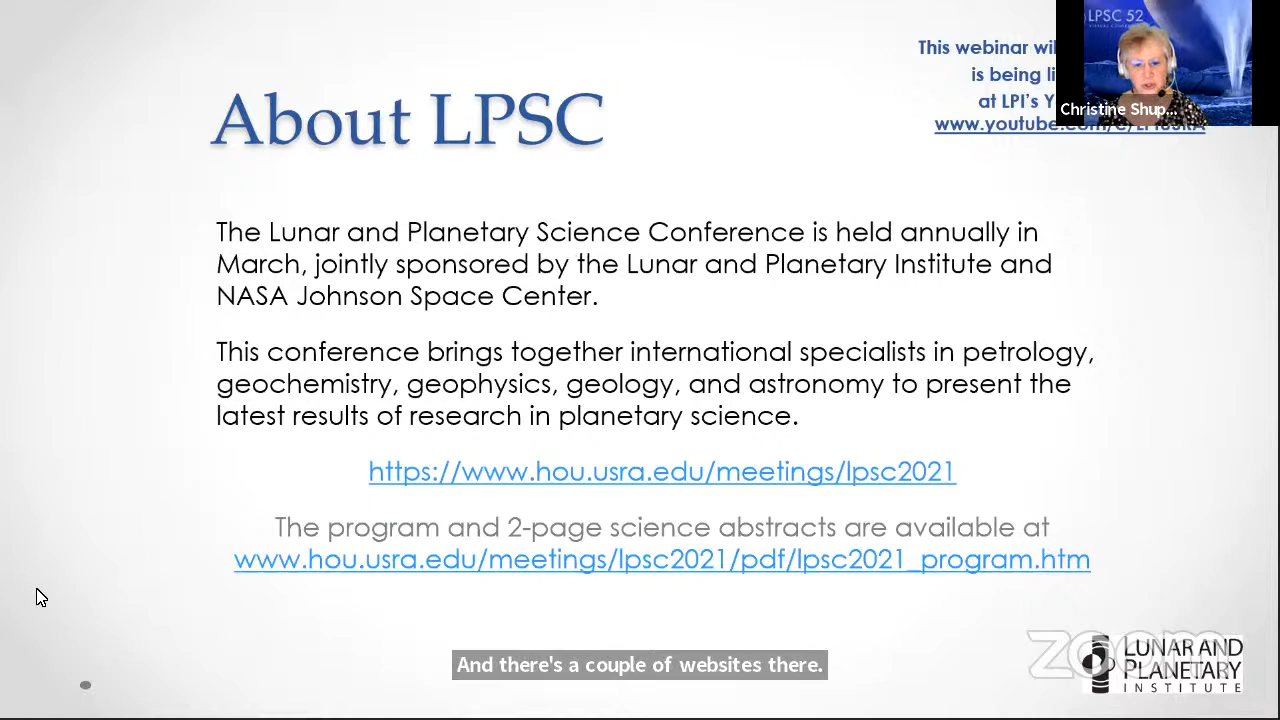 LPSC 52
This webinar wil
is being li
at LPI's Y
www.youtube.com/c/LPIUSRA
Christine Shup...
About LPSC
The Lunar and Planetary Science Conference is held annually in
March, jointly sponsored by the Lunar and Planetary Institute and
NASA Johnson Space Center.
This conference brings together international specialists in petrology,
geochemistry, geophysics, geology, and astronomy to present the
latest results of research in planetary science.
https://www.hou.usra.edu/meetings/lpsc2021
The program and 2-page science abstracts are available at
www.hou.usra.edu/meetings/lpsc2021/pdf/lpsc2021_program.htm
And there's a couple of websites there.
zoom
LUNAR AND
PLANETARY
INSTITUTE